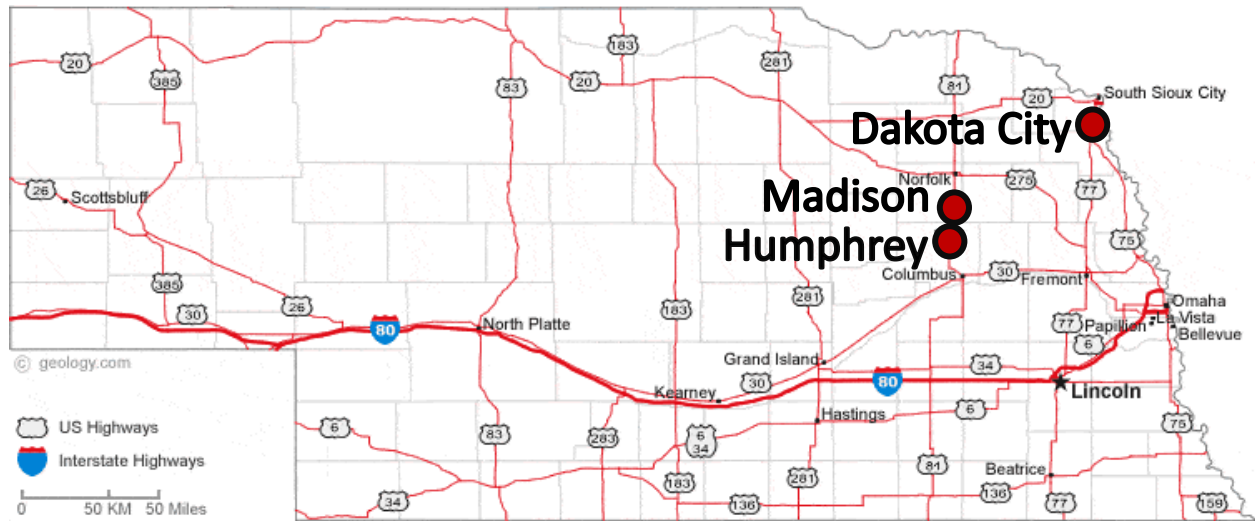 183
281
83
20
385
20
81
20
South Sioux City
Dakota City
Norfolk
275
77
26
Scottsbluff
Madison
Humphrey
75
Columbus
30
Fremont
385
30
26
183
281
Omaha
La Vista
Papillion
Bellevue
77
6
80
North Platte
© geology.com
Grand Island
34
30
80
Kearney
Lincoln
Hastings
6
US Highways
6
83
283
6
34
75
Interstate Highways
81
Beatrice
183
281
136
77
0 50 KM 50 Miles
34
136
159